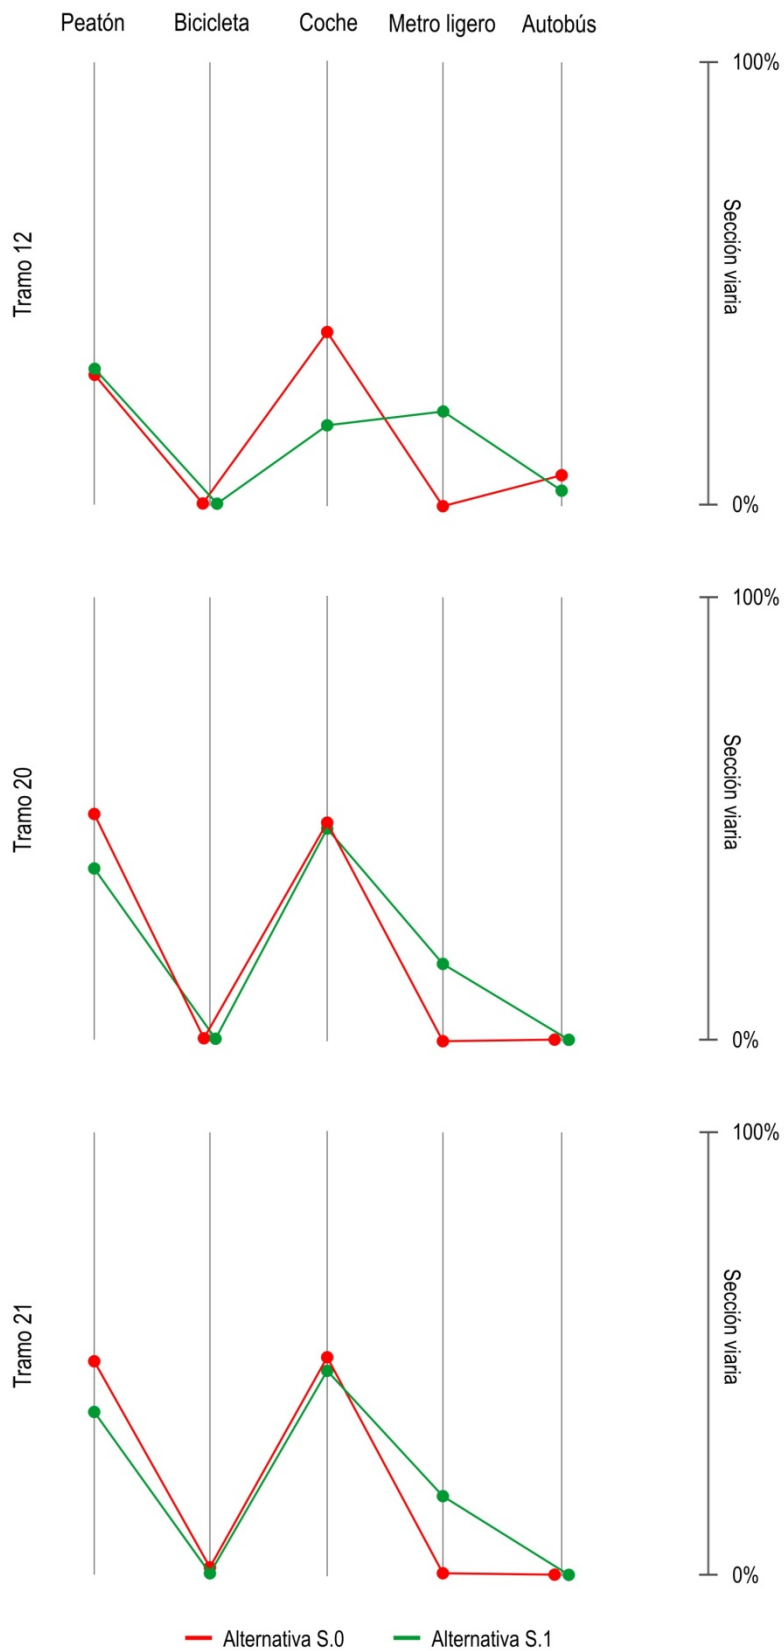 Peatón Bicicleta Coche Metro ligero Autobús
100%
Tramo 12
Sección viaria
0%
100%
Tramo 20
Sección viaria
0%
100%
Tramo 21
Sección viaria
0%
Alternativa S.0 Alternativa S.1